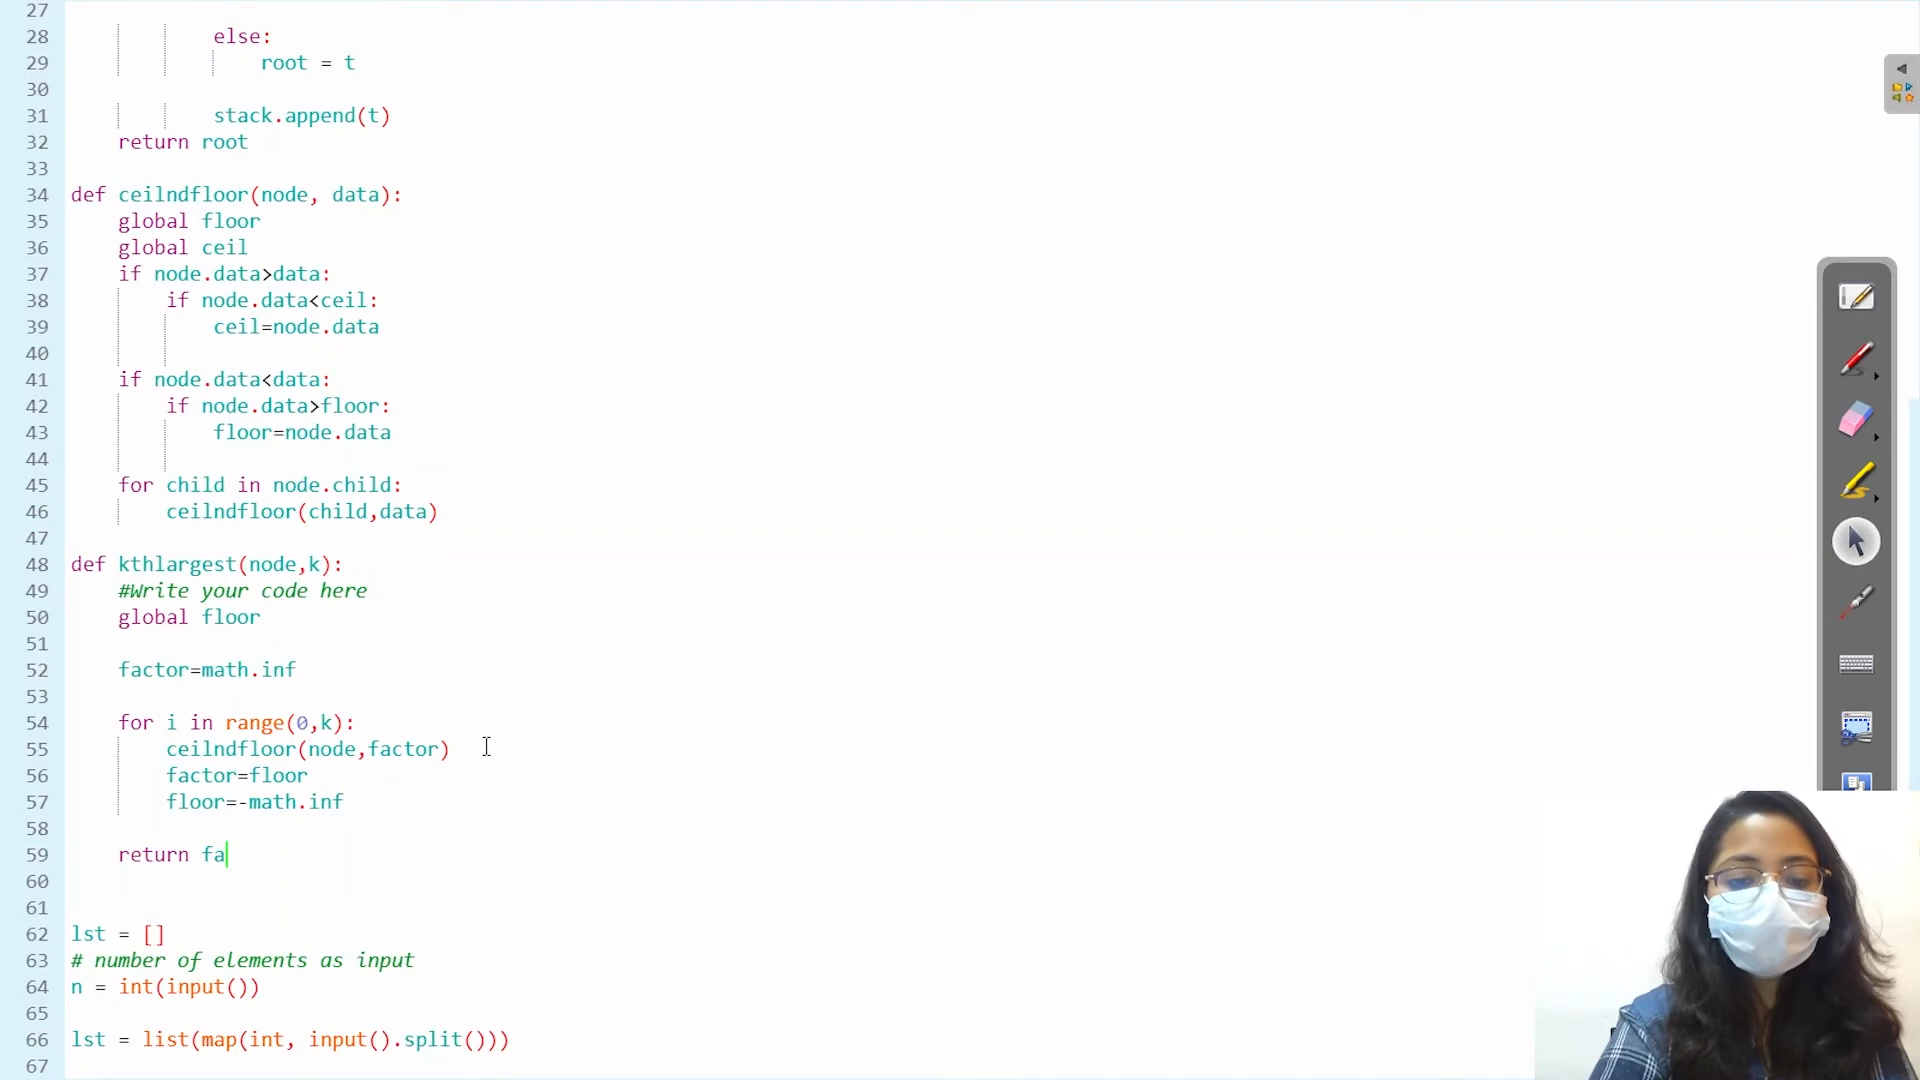 27
28 else:
29 root = t
30
31 stack.append(t)
32 return root
33
34 def ceilndfloor(node, data):
35 global floor
36 global ceil
37 if node.data>data:
38 if node.data<ceil:
39 ceil=node.data
40
41 if node.data<data:
42 if node.data>floor:
43 floor=node.data
44
45 for child in node.child:
46 ceilndfloor(child,data)
47
48 def kthlargest(node,k):
49 #Write your code here
50 global floor
51
52 factor=math.inf
53
54 for i in range(0,k):
55 ceilndfloor(node,factor)
56 factor=floor
57 floor=-math.inf
58
59 return fa
60
61
62 lst = []
63 # number of elements as input
64 n = int(input())
65
66 lst = list(map(int, input().split()))
67